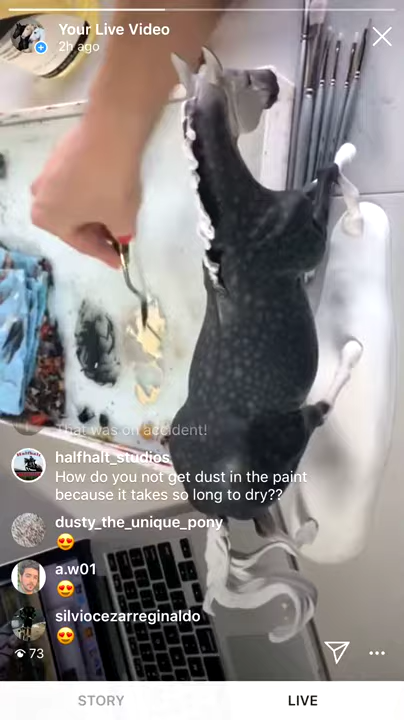 Your Live Video
2h ago
That was on accident!
halfhalt_studios
How do you not get dust in the paint
because it takes so long to dry??
dusty_the_unique_pony
😍
a.w01
😍
silviocezarreginaldo
😍
73
STORY
LIVE